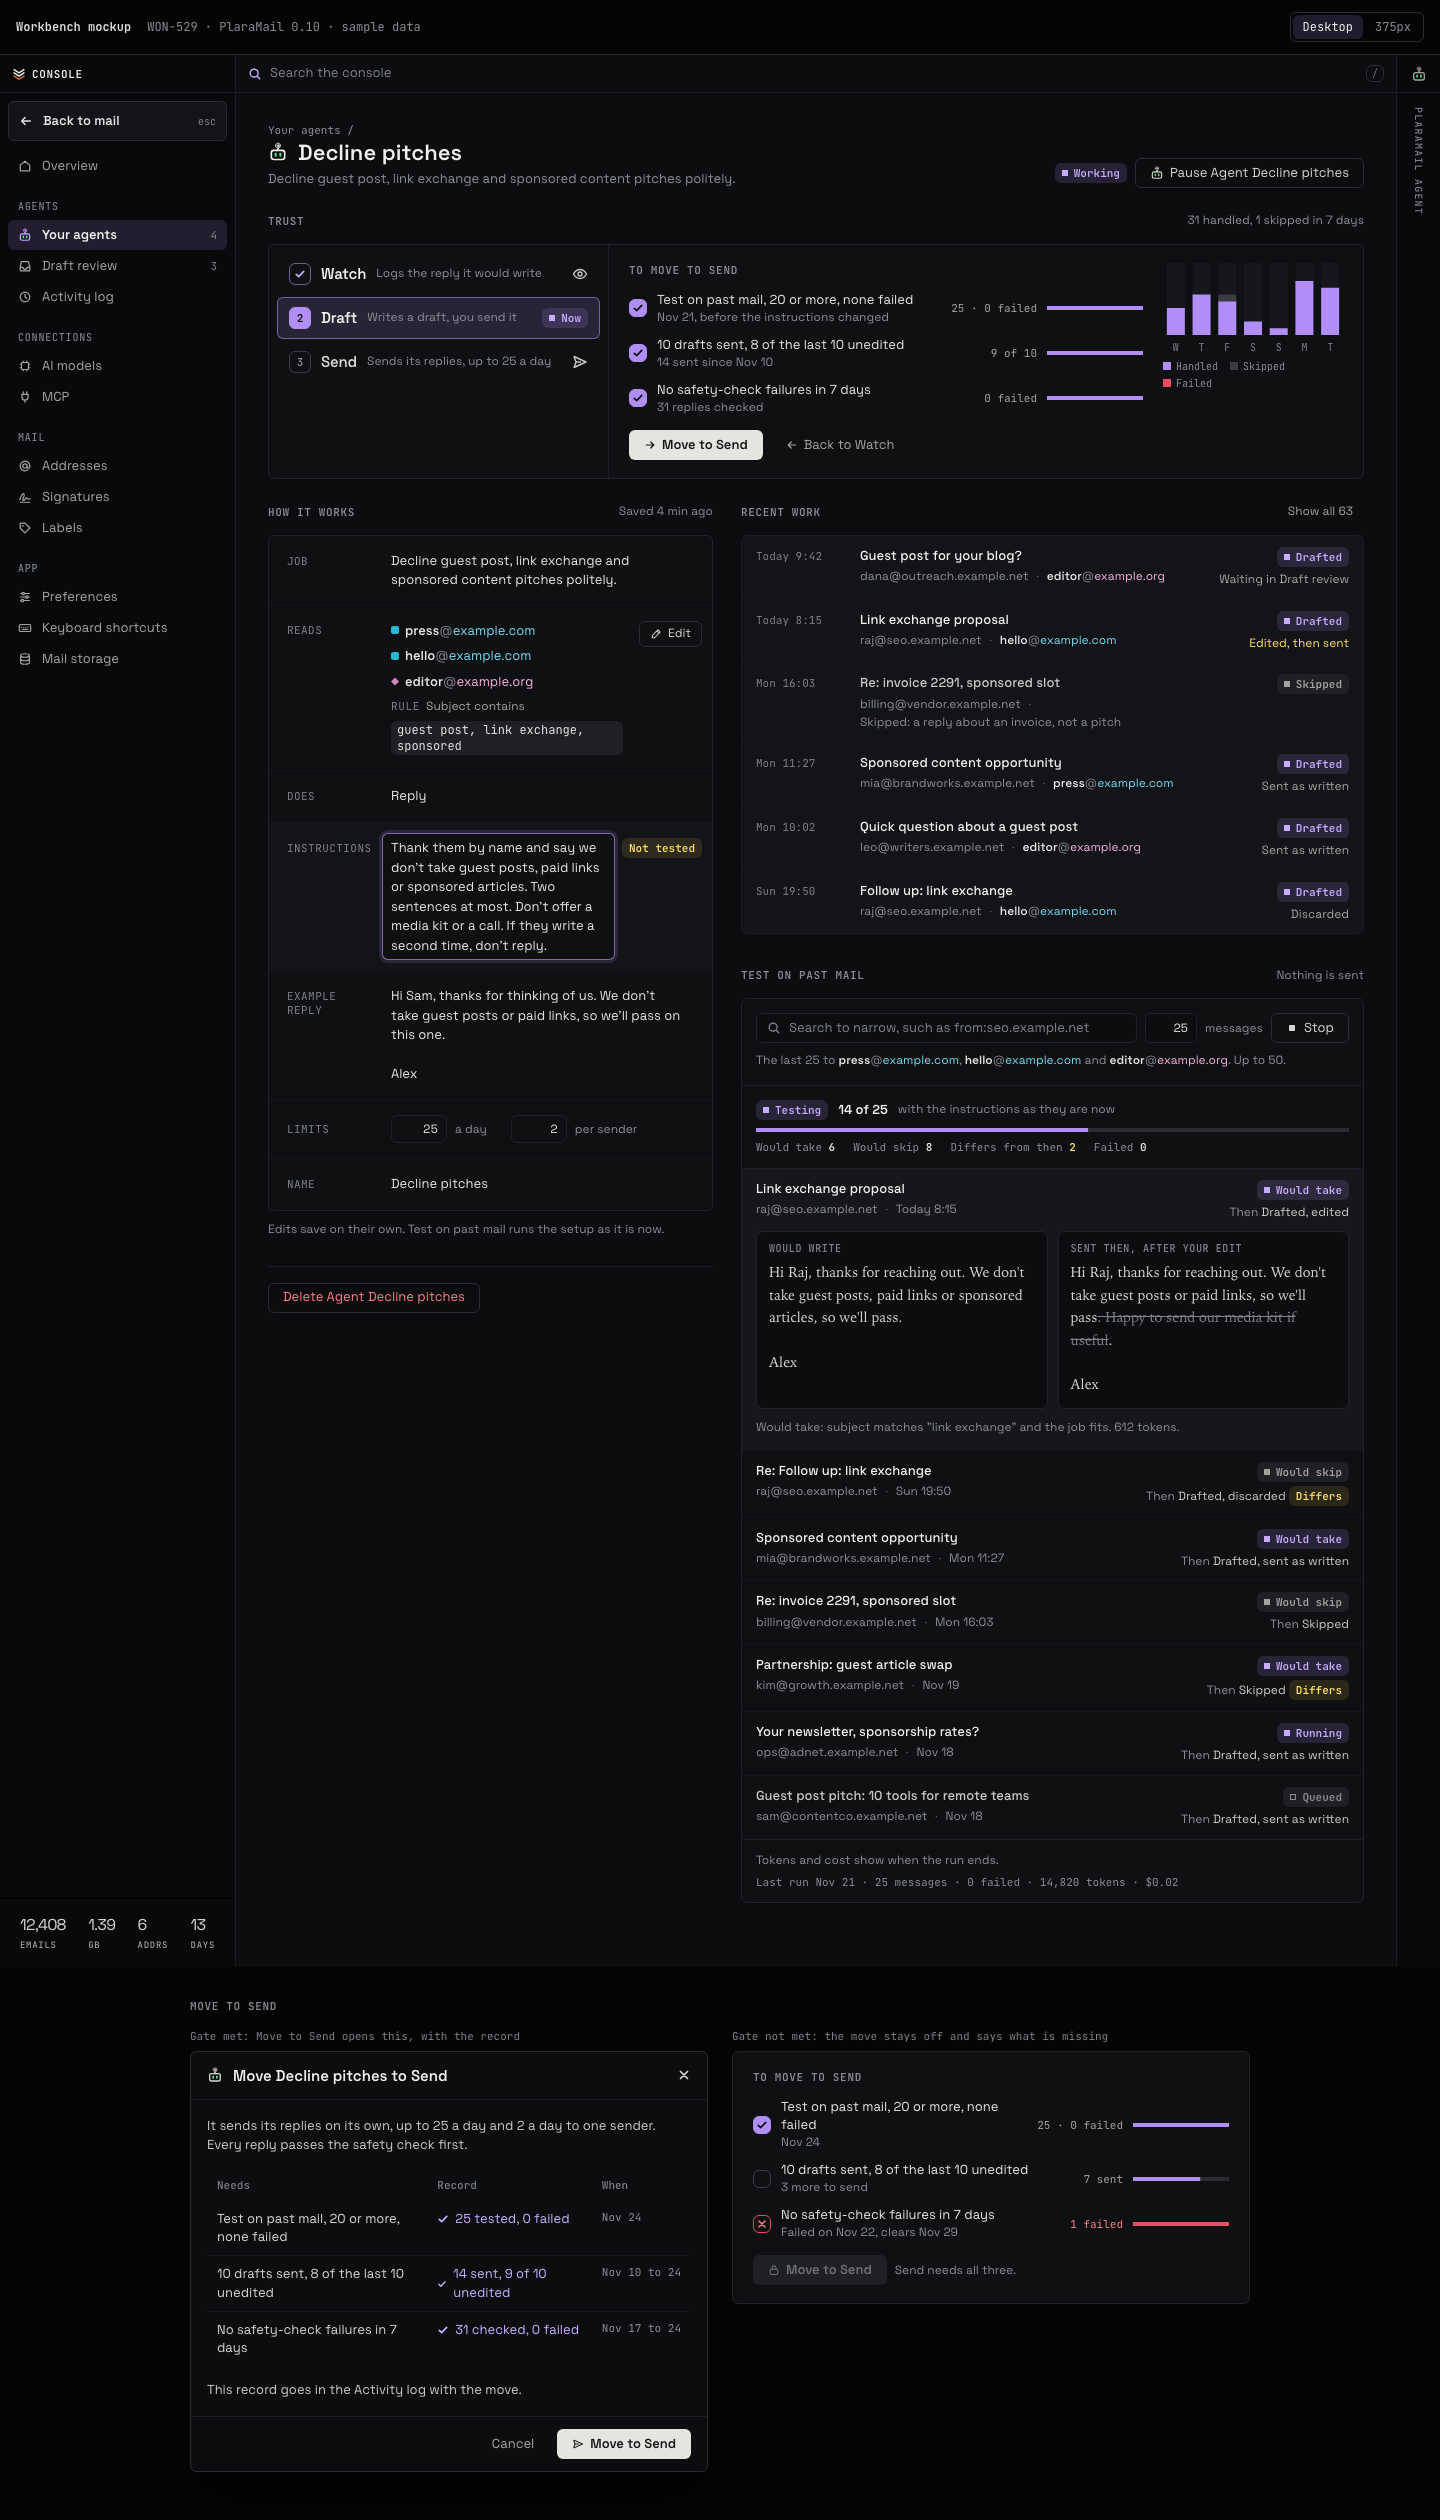 Workbench mockup WON-529 · PlaraMail 0.10 · sample data
Desktop 375px
CONSOLE
Search the console
/
Back to mail esc
Overview
AGENTS
Your agents 4
Draft review 3
Activity log
CONNECTIONS
AI models
MCP
MAIL
Addresses
Signatures
Labels
APP
Preferences
Keyboard shortcuts
Mail storage
12,408 1.39 6 13
EMAILS GB ADDRS DAYS
PLARAMAIL AGENT
Your agents /
Decline pitches
Decline guest post, link exchange and sponsored content pitches politely.
Working
Pause Agent Decline pitches
TRUST
31 handled, 1 skipped in 7 days
Watch Logs the reply it would write
2 Draft Writes a draft, you send it Now
3 Send Sends its replies, up to 25 a day
TO MOVE TO SEND
Test on past mail, 20 or more, none failed
Nov 21, before the instructions changed
25 · 0 failed
10 drafts sent, 8 of the last 10 unedited
14 sent since Nov 10
9 of 10
No safety-check failures in 7 days
31 replies checked
0 failed
Move to Send
Back to Watch
W T F S S M T
Handled Skipped
Failed
HOW IT WORKS Saved 4 min ago
JOB
Decline guest post, link exchange and
sponsored content pitches politely.
READS
press@example.com
hello@example.com
editor@example.org
Edit
RULE Subject contains
guest post, link exchange,
sponsored
DOES
Reply
INSTRUCTIONS
Thank them by name and say we
don't take guest posts, paid links
or sponsored articles. Two
sentences at most. Don't offer a
media kit or a call. If they write a
second time, don't reply.
Not tested
EXAMPLE
REPLY
Hi Sam, thanks for thinking of us. We don't
take guest posts or paid links, so we'll pass on
this one.
Alex
LIMITS
25 a day 2 per sender
NAME
Decline pitches
Edits save on their own. Test on past mail runs the setup as it is now.
Delete Agent Decline pitches
RECENT WORK Show all 63
Today 9:42 Guest post for your blog? Drafted
dana@outreach.example.net · editor@example.org Waiting in Draft review
Today 8:15 Link exchange proposal Drafted
raj@seo.example.net · hello@example.com Edited, then sent
Mon 16:03 Re: invoice 2291, sponsored slot Skipped
billing@vendor.example.net ·
Skipped: a reply about an invoice, not a pitch
Mon 11:27 Sponsored content opportunity Drafted
mia@brandworks.example.net · press@example.com Sent as written
Mon 10:02 Quick question about a guest post Drafted
leo@writers.example.net · editor@example.org Sent as written
Sun 19:50 Follow up: link exchange Drafted
raj@seo.example.net · hello@example.com Discarded
TEST ON PAST MAIL Nothing is sent
Search to narrow, such as from:seo.example.net 25 messages Stop
The last 25 to press@example.com, hello@example.com and editor@example.org. Up to 50.
Testing 14 of 25 with the instructions as they are now
Would take 6 Would skip 8 Differs from then 2 Failed 0
Link exchange proposal Would take
raj@seo.example.net · Today 8:15 Then Drafted, edited
WOULD WRITE
Hi Raj, thanks for reaching out. We don't
take guest posts, paid links or sponsored
articles, so we'll pass.
Alex
SENT THEN, AFTER YOUR EDIT
Hi Raj, thanks for reaching out. We don't
take guest posts or paid links, so we'll
pass. Happy to send our media kit if
useful.
Alex
Would take: subject matches "link exchange" and the job fits. 612 tokens.
Re: Follow up: link exchange Would skip
raj@seo.example.net · Sun 19:50 Then Drafted, discarded Differs
Sponsored content opportunity Would take
mia@brandworks.example.net · Mon 11:27 Then Drafted, sent as written
Re: invoice 2291, sponsored slot Would skip
billing@vendor.example.net · Mon 16:03 Then Skipped
Partnership: guest article swap Would take
kim@growth.example.net · Nov 19 Then Skipped Differs
Your newsletter, sponsorship rates? Running
ops@adnet.example.net · Nov 18 Then Drafted, sent as written
Guest post pitch: 10 tools for remote teams Queued
sam@contentco.example.net · Nov 18 Then Drafted, sent as written
Tokens and cost show when the run ends.
Last run Nov 21 · 25 messages · 0 failed · 14,820 tokens · $0.02
MOVE TO SEND
Gate met: Move to Send opens this, with the record
Move Decline pitches to Send
It sends its replies on its own, up to 25 a day and 2 a day to one sender.
Every reply passes the safety check first.
Needs Record When
Test on past mail, 20 or more,
none failed
25 tested, 0 failed
Nov 24
10 drafts sent, 8 of the last 10
unedited
14 sent, 9 of 10
unedited
Nov 10 to 24
No safety-check failures in 7
days
31 checked, 0 failed
Nov 17 to 24
This record goes in the Activity log with the move.
Cancel Move to Send
Gate not met: the move stays off and says what is missing
TO MOVE TO SEND
Test on past mail, 20 or more, none
failed
Nov 24
25 · 0 failed
10 drafts sent, 8 of the last 10 unedited
3 more to send
7 sent
No safety-check failures in 7 days
Failed on Nov 22, clears Nov 29
1 failed
Move to Send Send needs all three.